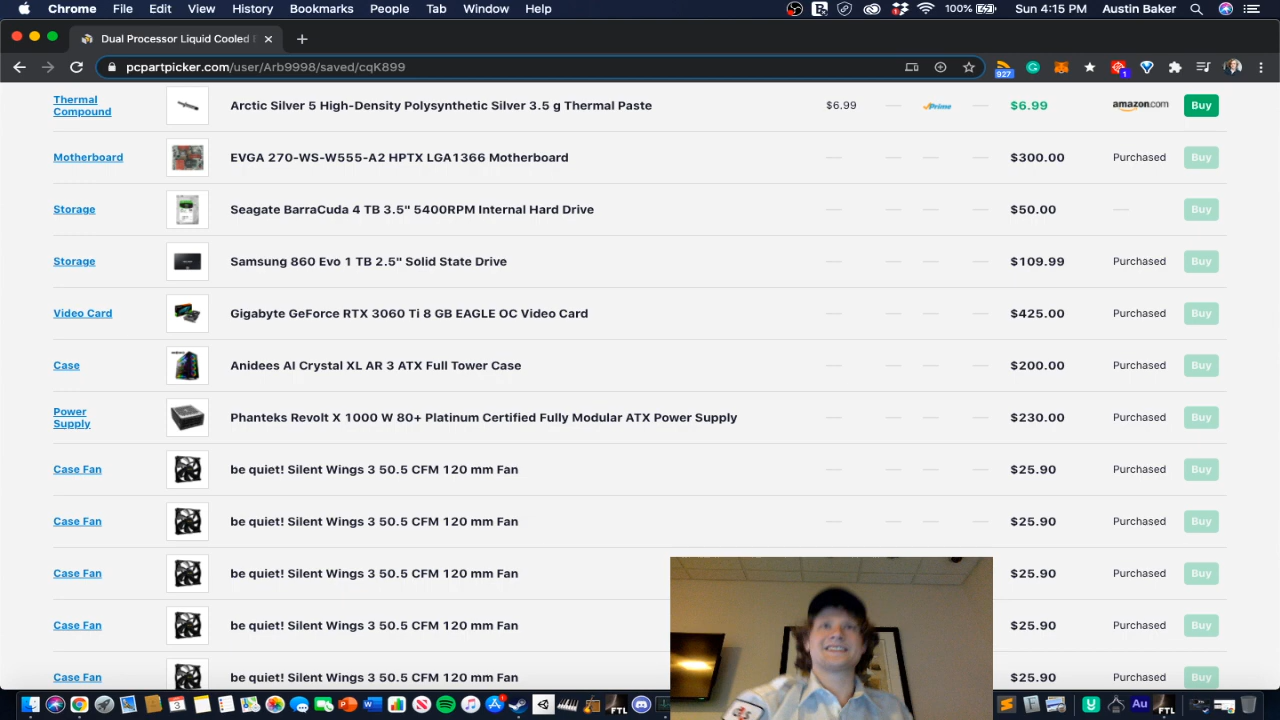 Chrome File Edit View History Bookmarks Profiles Tab Window Help 100% Sun 4:15 PM Austin Baker
Dual Processor Liquid Cooled
pcpartpicker.com/user/Arb9998/saved/cqK899
927
1
Thermal Compound Arctic Silver 5 High-Density Polysynthetic Silver 3.5 g Thermal Paste $6.99 Prime $6.99 amazon.com Buy
Motherboard EVGA 270-WS-W555-A2 HPTX LGA1366 Motherboard $300.00 Purchased Buy
Storage Seagate BarraCuda 4 TB 3.5" 5400RPM Internal Hard Drive $50.00 Buy
Storage Samsung 860 Evo 1 TB 2.5" Solid State Drive $109.99 Purchased Buy
Video Card Gigabyte GeForce RTX 3060 Ti 8 GB EAGLE OC Video Card $425.00 Purchased Buy
Case Anidees AI Crystal XL AR 3 ATX Full Tower Case $200.00 Purchased Buy
Power Supply Phanteks Revolt X 1000 W 80+ Platinum Certified Fully Modular ATX Power Supply $230.00 Purchased Buy
Case Fan be quiet! Silent Wings 3 50.5 CFM 120 mm Fan $25.90 Purchased Buy
Case Fan be quiet! Silent Wings 3 50.5 CFM 120 mm Fan $25.90 Purchased Buy
Case Fan be quiet! Silent Wings 3 50.5 CFM 120 mm Fan $25.90 Purchased Buy
Case Fan be quiet! Silent Wings 3 50.5 CFM 120 mm Fan $25.90 Purchased Buy
Case Fan be quiet! Silent Wings 3 50.5 CFM 120 mm Fan $25.90 Purchased Buy
3 FTL Au FTL